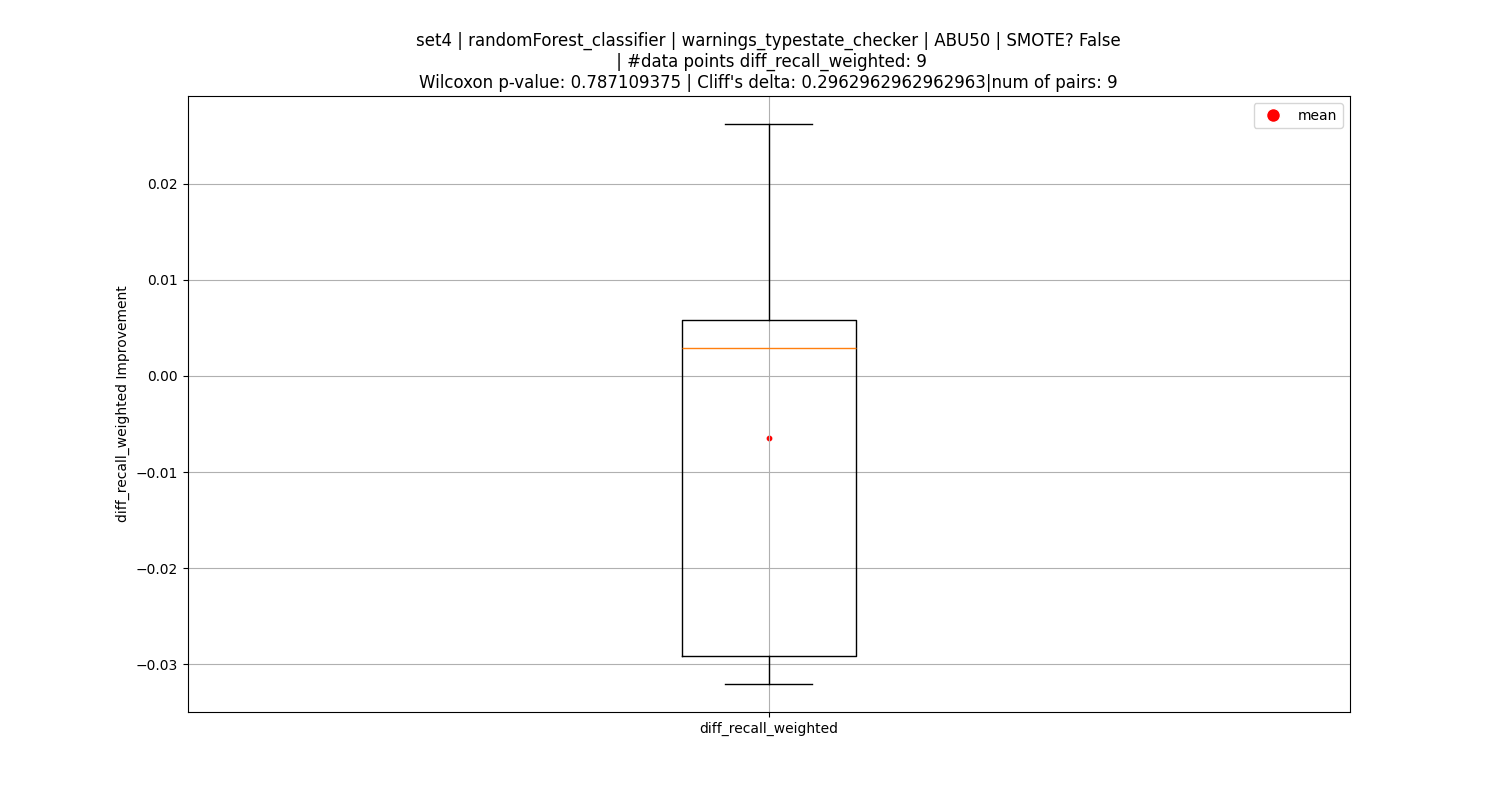 set4 | randomForest_classifier | warnings_typestate_checker | ABU50 | SMOTE? False
| #data points diff_recall_weighted: 9
Wilcoxon p-value: 0.787109375 | Cliff's delta: 0.2962962962962963|num of pairs: 9
mean
0.02
0.01
0.00
−0.01
−0.02
−0.03
diff_recall_weighted Improvement
diff_recall_weighted